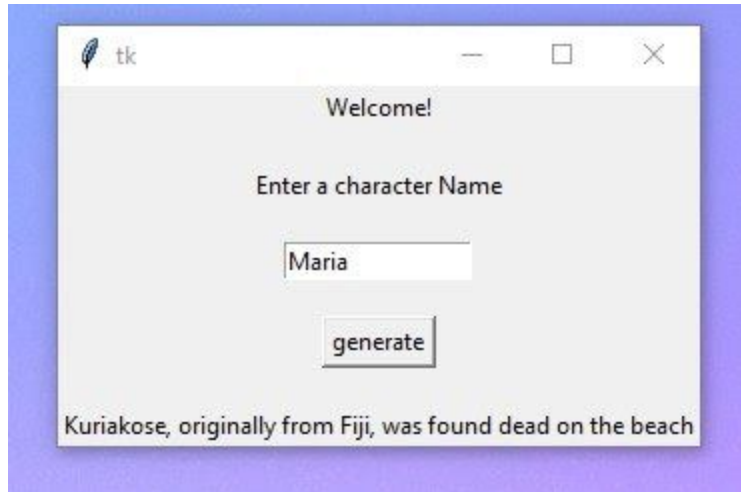 tk
Welcome!
Enter a character Name
Maria
generate
Kuriakose, originally from Fiji, was found dead on the beach